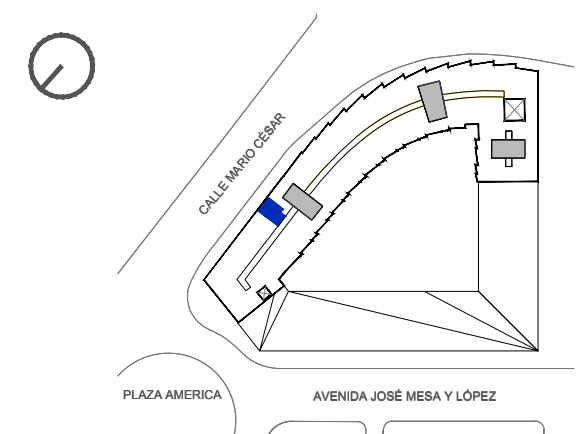 CALLE MARIO CÉSAR
PLAZA AMERICA
AVENIDA JOSÉ MESA Y LÓPEZ